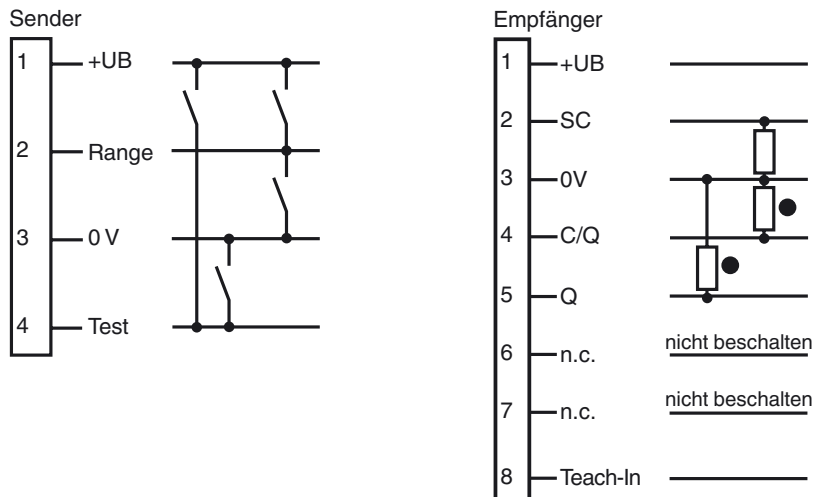 Sender
1 +UB
2 Range
3 0 V
4 Test
Empfänger
1 +UB
2 SC
3 0V
4 C/Q
5 Q
6 n.c. nicht beschalten
7 n.c. nicht beschalten
8 Teach-In